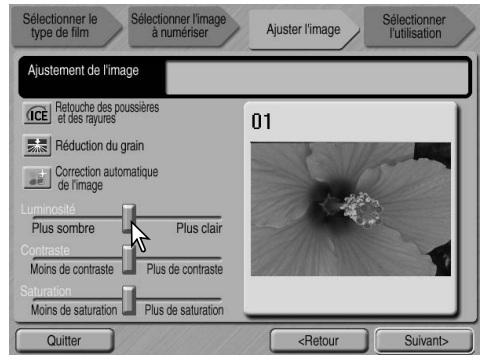 Sélectionner le
type de film
Sélectionner l'image
à numériser
Ajuster l'image
Sélectionner
l'utilisation
Ajustement de l'image
ICE
Retouche des poussières
et des rayures
Réduction du grain
Correction automatique
de l'image
01
Luminosité
Plus sombre
Plus clair
Contraste
Moins de contraste
Plus de contraste
Saturation
Moins de saturation
Plus de saturation
Quitter
<Retour
Suivant>